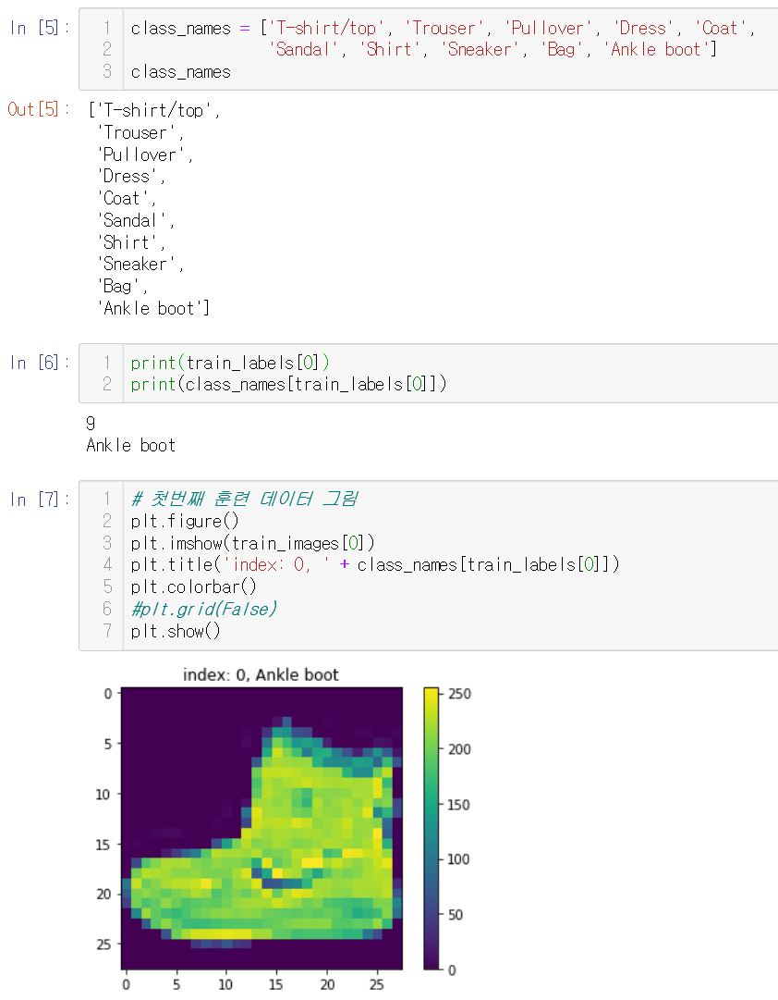 In [5]:
1 class_names = ['T-shirt/top', 'Trouser', 'Pullover', 'Dress', 'Coat',
2 'Sandal', 'Shirt', 'Sneaker', 'Bag', 'Ankle boot']
3 class_names
Out[5]: ['T-shirt/top',
'Trouser',
'Pullover',
'Dress',
'Coat',
'Sandal',
'Shirt',
'Sneaker',
'Bag',
'Ankle boot']
In [6]:
1 print(train_labels[0])
2 print(class_names[train_labels[0]])
9
Ankle boot
In [7]:
1 # 첫번째 훈련 데이터 그림
2 plt.figure()
3 plt.imshow(train_images[0])
4 plt.title('index: 0, ' + class_names[train_labels[0]])
5 plt.colorbar()
6 #plt.grid(False)
7 plt.show()
index: 0, Ankle boot
0
5
10
15
20
25
0 5 10 15 20 25
250
200
150
100
50
0